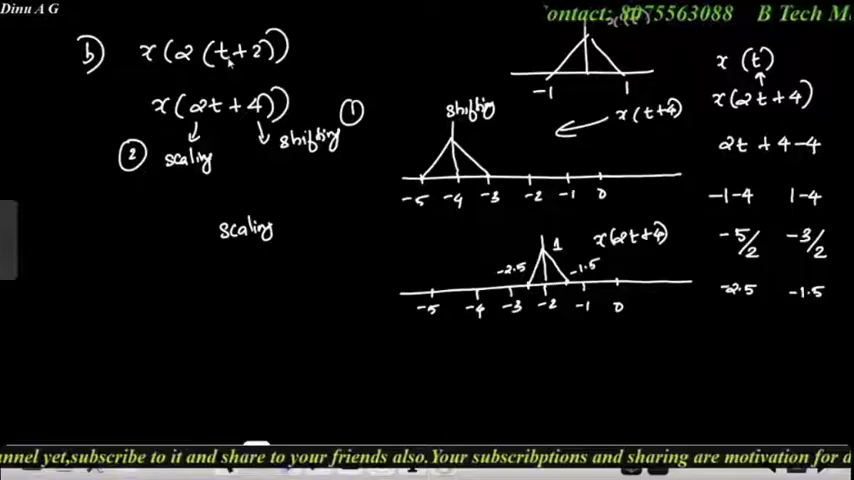 Dinu A G
ontact: 8075563088 B Tech M
b) x(2(t+2))
x(2t+4)) ①
② scaling
shifting
scaling
x(t)
-1 1
shifting
x(t+4)
-5 -4 -3 -2 -1 0
1 x(2t+4)
-2.5 -1.5
-5 -4 -3 -2 -1 0
x(t)
x(2t+4)
2t+4-4
-1-4 1-4
-5/2 -3/2
-2.5 -1.5
nnel yet,subscribe to it and share to your friends also.Your subscribptions and sharing are motivation for d